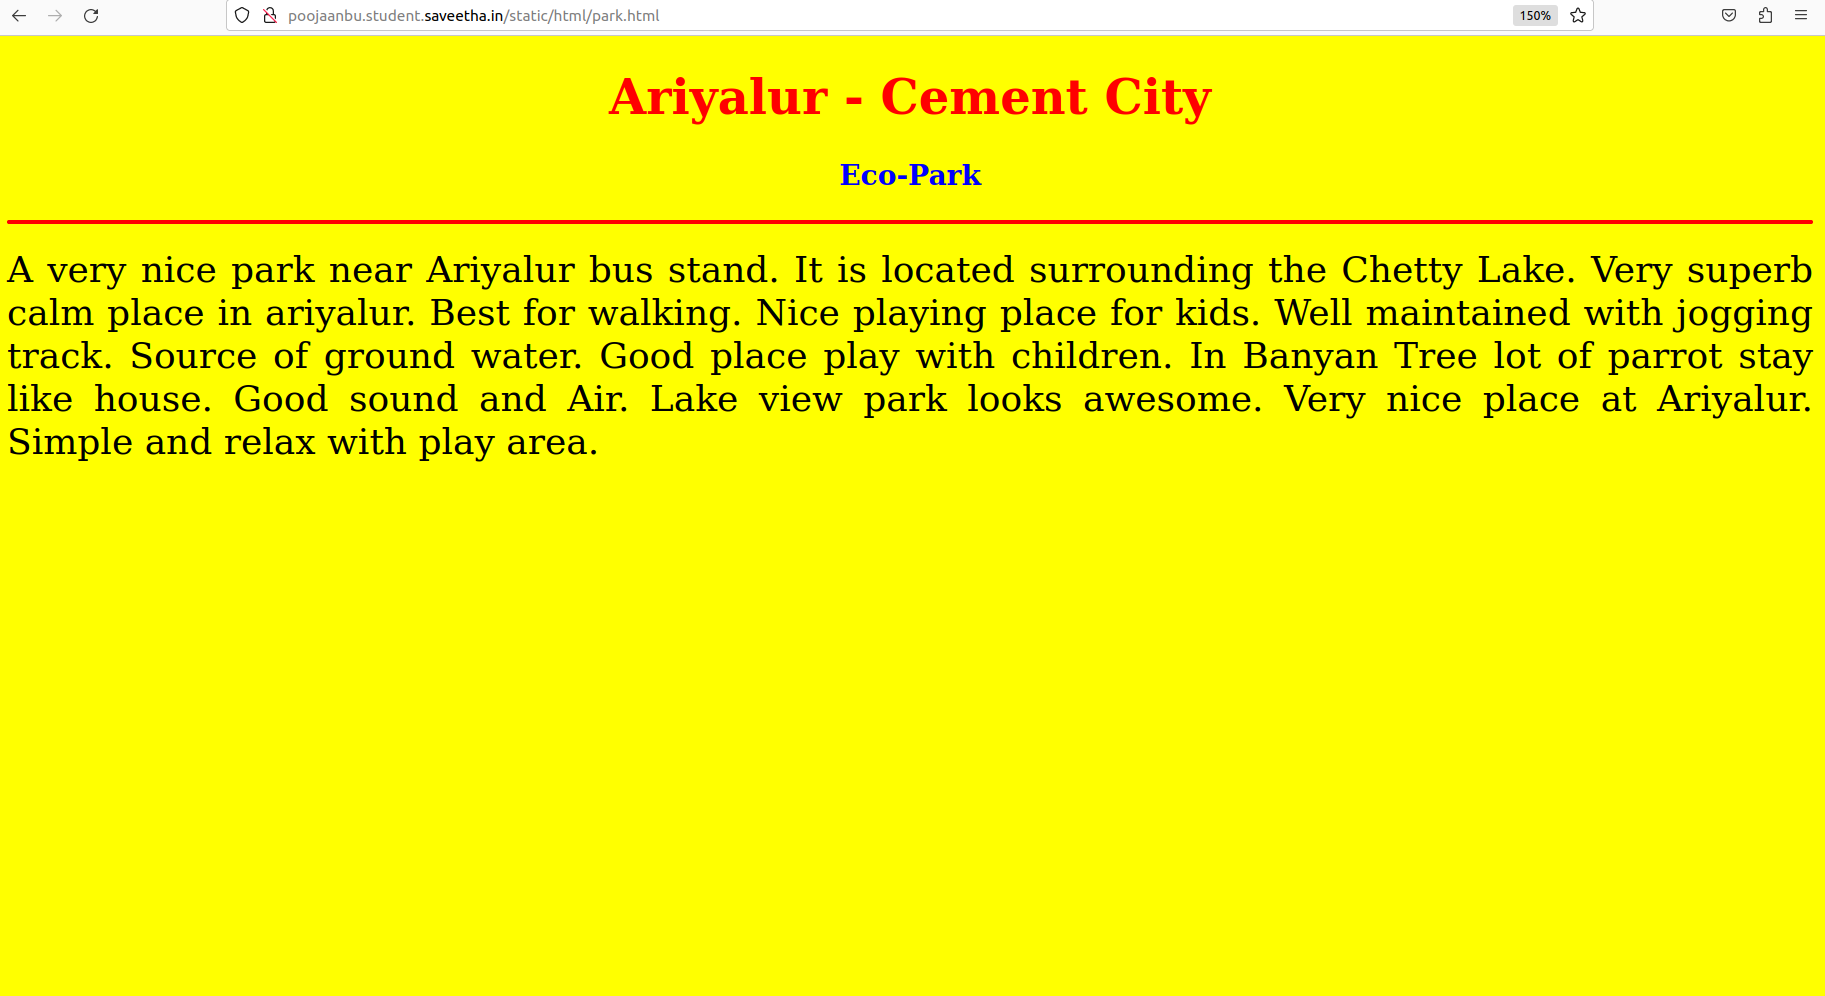 poojaanbu.student.saveetha.in/static/html/park.html
150%
Ariyalur - Cement City
Eco-Park
A very nice park near Ariyalur bus stand. It is located surrounding the Chetty Lake. Very superb
calm place in ariyalur. Best for walking. Nice playing place for kids. Well maintained with jogging
track. Source of ground water. Good place play with children. In Banyan Tree lot of parrot stay
like house. Good sound and Air. Lake view park looks awesome. Very nice place at Ariyalur.
Simple and relax with play area.